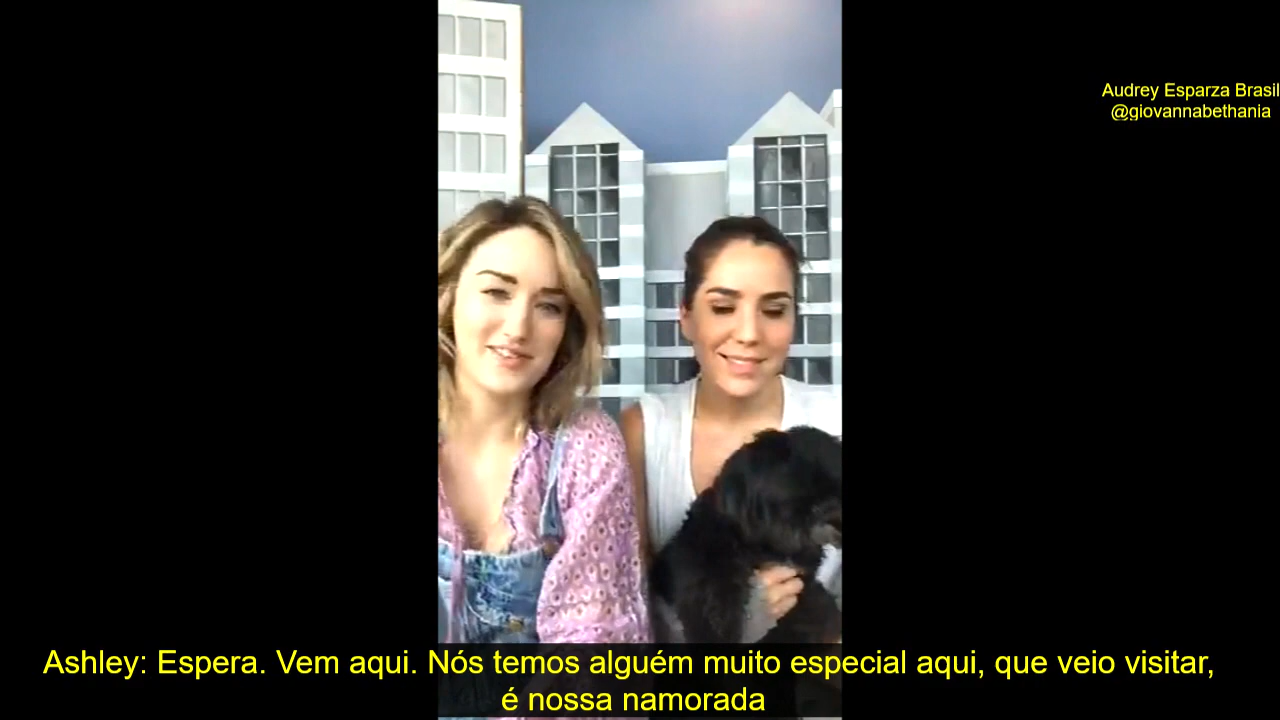 Audrey Esparza Brasil
@giovannabethania
Ashley: Espera. Vem aqui. Nós temos alguém muito especial aqui, que veio visitar,
é nossa namorada